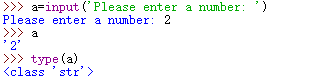 >>> a=input('Please enter a number: ')
Please enter a number: 2
>>> a
'2'
>>> type(a)
<class 'str'>